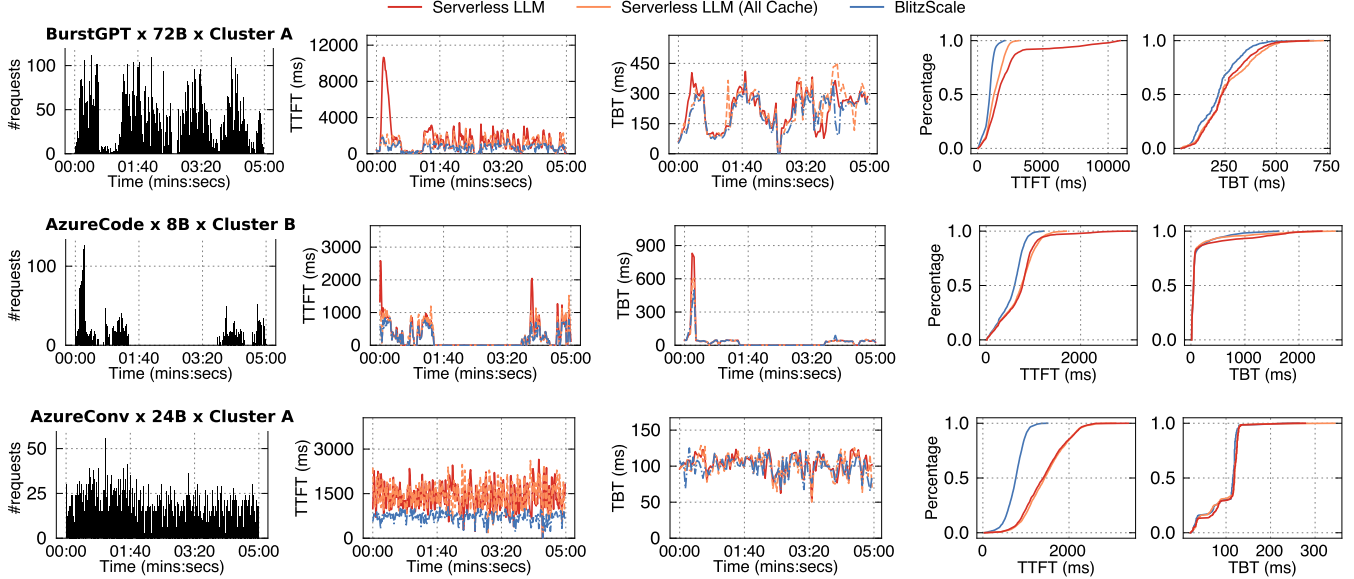 Serverless LLM
Serverless LLM (All Cache)
BlitzScale
BurstGPT x 72B x Cluster A
#requests
100
50
0
00:00 01:40 03:20 05:00
Time (mins:secs)
TTFT (ms)
12000
8000
4000
0
00:00 01:40 03:20 05:00
Time (mins:secs)
TBT (ms)
450
300
150
0
00:00 01:40 03:20 05:00
Time (mins:secs)
Percentage
1.0
0.5
0.0
0 5000 10000
TTFT (ms)
1.0
0.5
0.0
250 500 750
TBT (ms)
AzureCode x 8B x Cluster B
#requests
100
0
00:00 01:40 03:20 05:00
Time (mins:secs)
TTFT (ms)
3000
2000
1000
0
00:00 01:40 03:20 05:00
Time (mins:secs)
TBT (ms)
900
600
300
0
00:00 01:40 03:20 05:00
Time (mins:secs)
Percentage
1.0
0.5
0.0
0 2000
TTFT (ms)
1.0
0.5
0.0
0 1000 2000
TBT (ms)
AzureConv x 24B x Cluster A
#requests
50
25
0
00:00 01:40 03:20 05:00
Time (mins:secs)
TTFT (ms)
3000
1500
0
00:00 01:40 03:20 05:00
Time (mins:secs)
TBT (ms)
150
100
50
0
00:00 01:40 03:20 05:00
Time (mins:secs)
Percentage
1.0
0.5
0.0
0 2000
TTFT (ms)
1.0
0.5
0.0
100 200 300
TBT (ms)